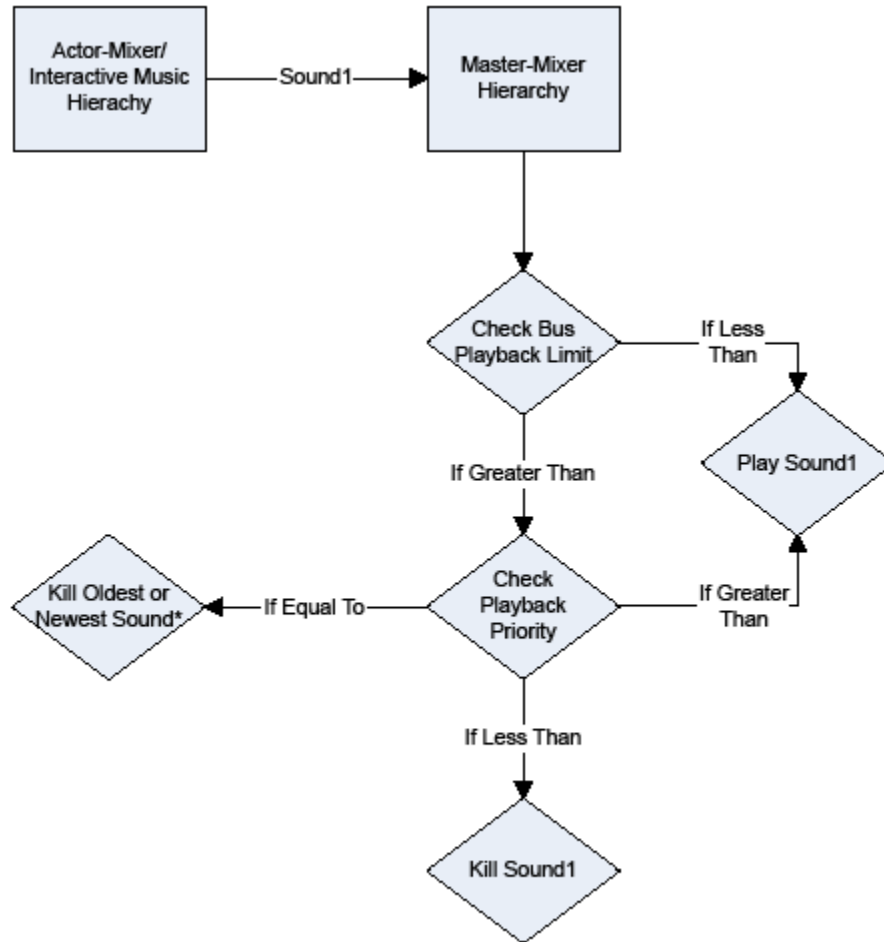 Actor-Mixer/
Interactive Music
Hierachy
Sound1
Master-Mixer
Hierarchy
Check Bus
Playback Limit
If Less
Than
Play Sound1
If Greater Than
Kill Oldest or
Newest Sound*
If Equal To
Check
Playback
Priority
If Greater
Than
If Less Than
Kill Sound1